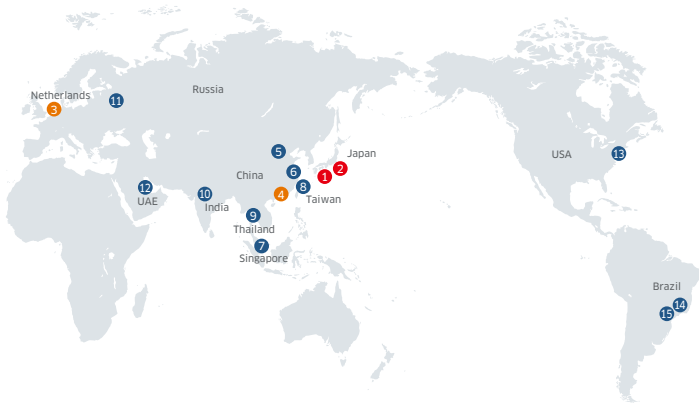 Netherlands
3
11
Russia
5
Japan
2
1
China
6
USA
13
12
UAE
10
India
4
8
Taiwan
9
Thailand
7
Singapore
Brazil
14
15